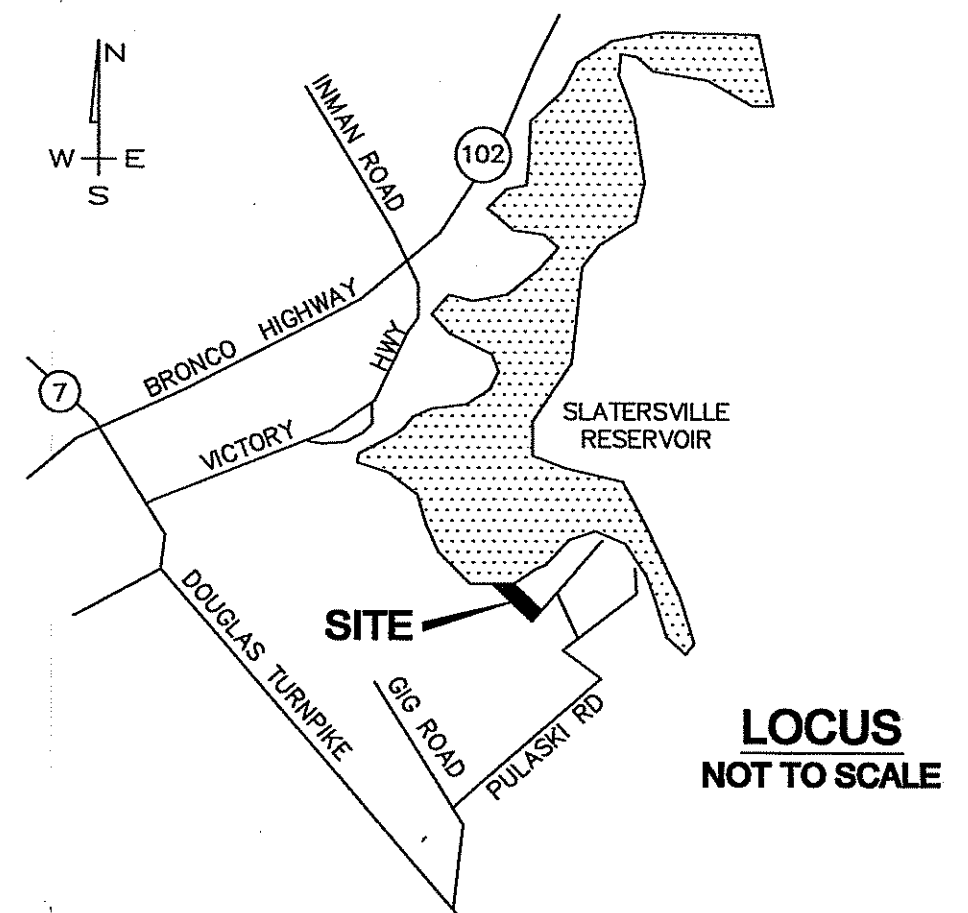 N
W E
S
INMAN ROAD
102
BRONCO HIGHWAY
HWY
7
VICTORY
SLATERSVILLE
RESERVOIR
SITE
DOUGLAS TURNPIKE
GIG ROAD
PULASKI RD
LOCUS
NOT TO SCALE